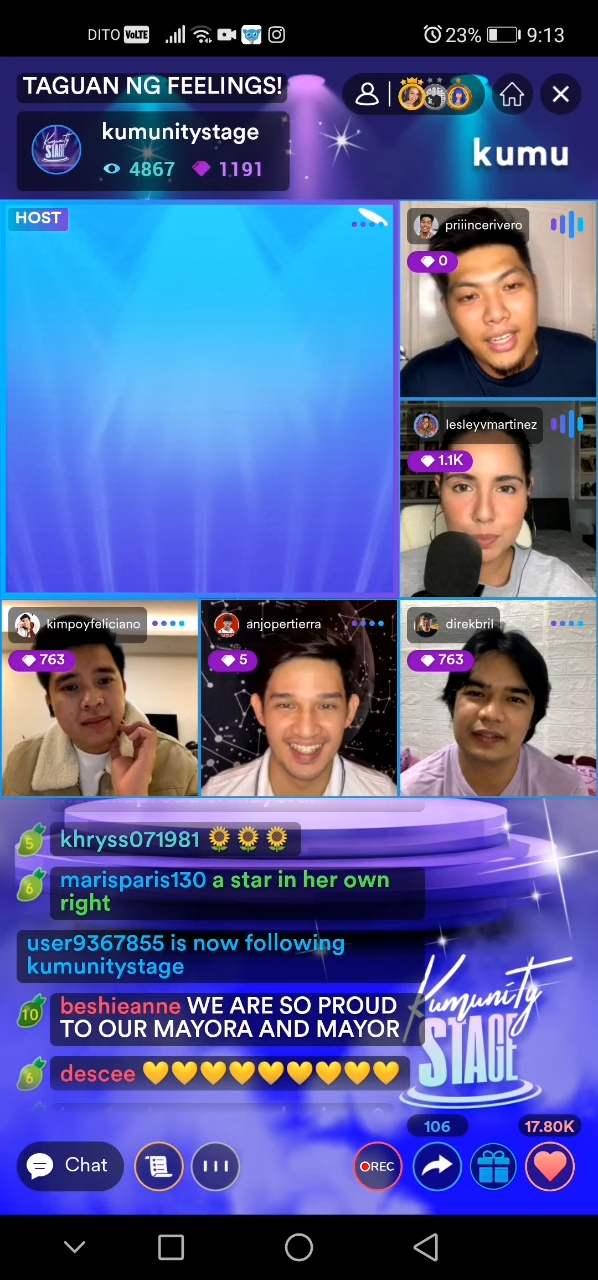 DITO VoLTE 23% 9:13
TAGUAN NG FEELINGS!
kumunitystage
4867 1191
kumu
HOST
priiincerivero
0
lesleyvmartinez
1.1K
kimpoyfeliciano
763
anjopertierra
5
direkbril
763
5 khryss071981 🌻🌻🌻
6 marisparis130 a star in her own
right
user9367855 is now following
kumunitystage
10 beshieanne WE ARE SO PROUD
TO OUR MAYORA AND MAYOR
6 descee 💛💛💛💛💛💛💛💛💛
Kumunity
STAGE
106 17.80K
Chat
REC